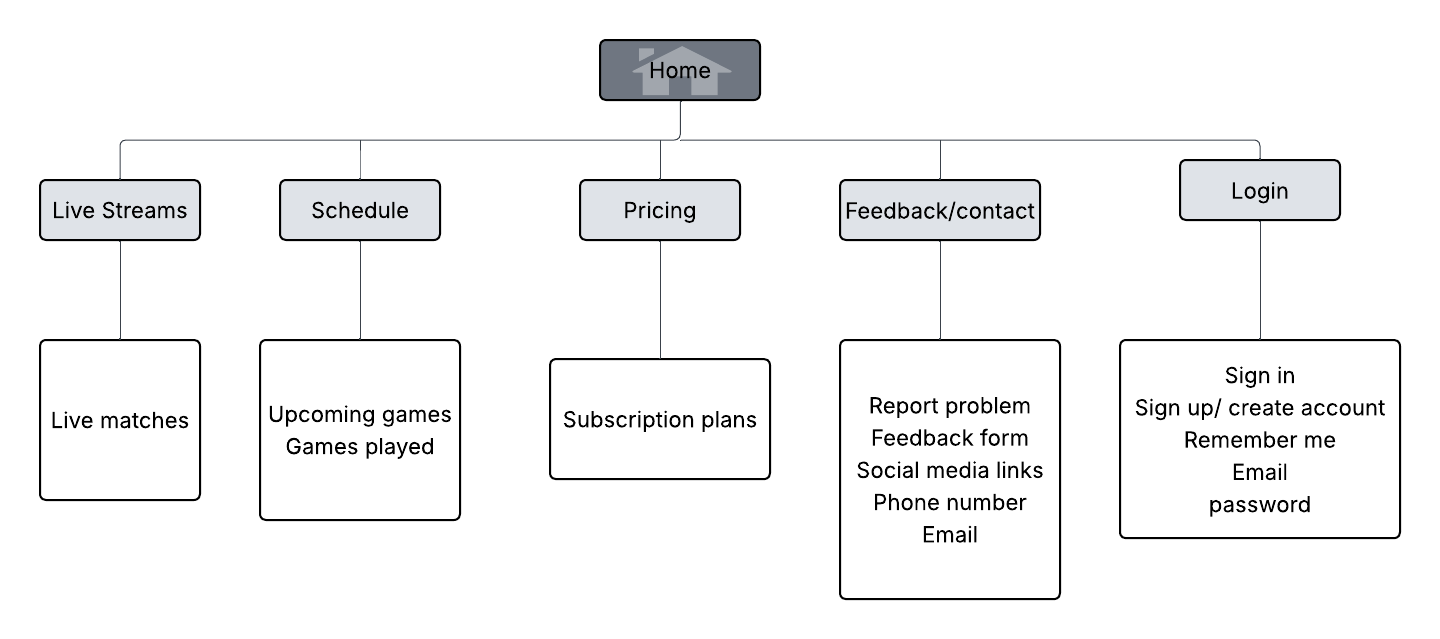 Home
Live Streams
Schedule
Pricing
Feedback/contact
Login
Live matches
Upcoming games
Games played
Subscription plans
Report problem
Feedback form
Social media links
Phone number
Email
Sign in
Sign up/ create account
Remember me
Email
password